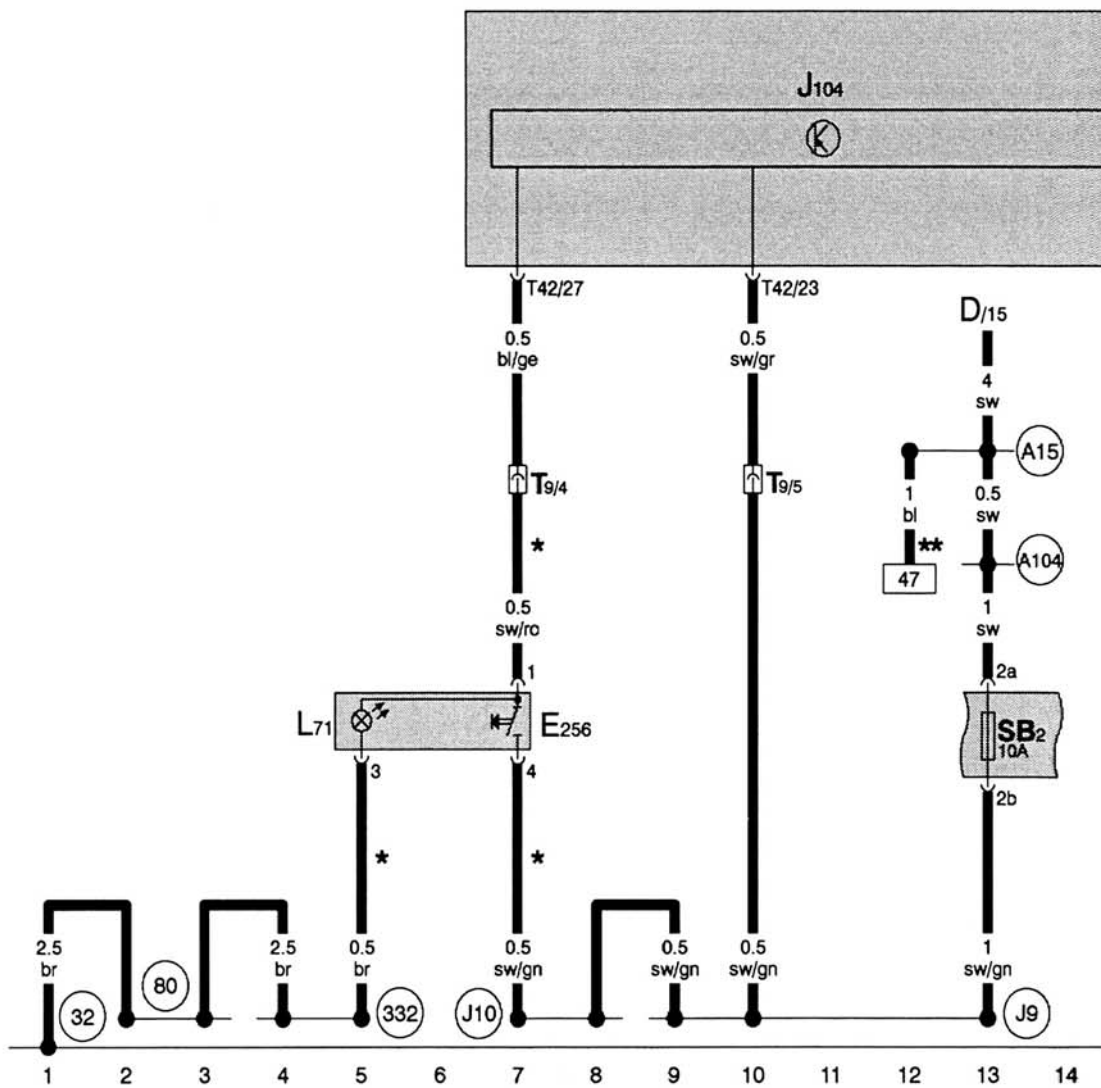 J104
T42/27
T42/23
D/15
0.5
bl/ge
0.5
sw/gr
4
sw
A15
T9/4
T9/5
1
bl
0.5
sw
*
**
47
A104
0.5
sw/ro
1
sw
1
2a
L71
E256
SB2
10A
3
4
2b
*
*
2.5
br
2.5
br
0.5
br
0.5
sw/gn
0.5
sw/gn
0.5
sw/gn
1
sw/gn
32
80
332
J10
J9
1 2 3 4 5 6 7 8 9 10 11 12 13 14